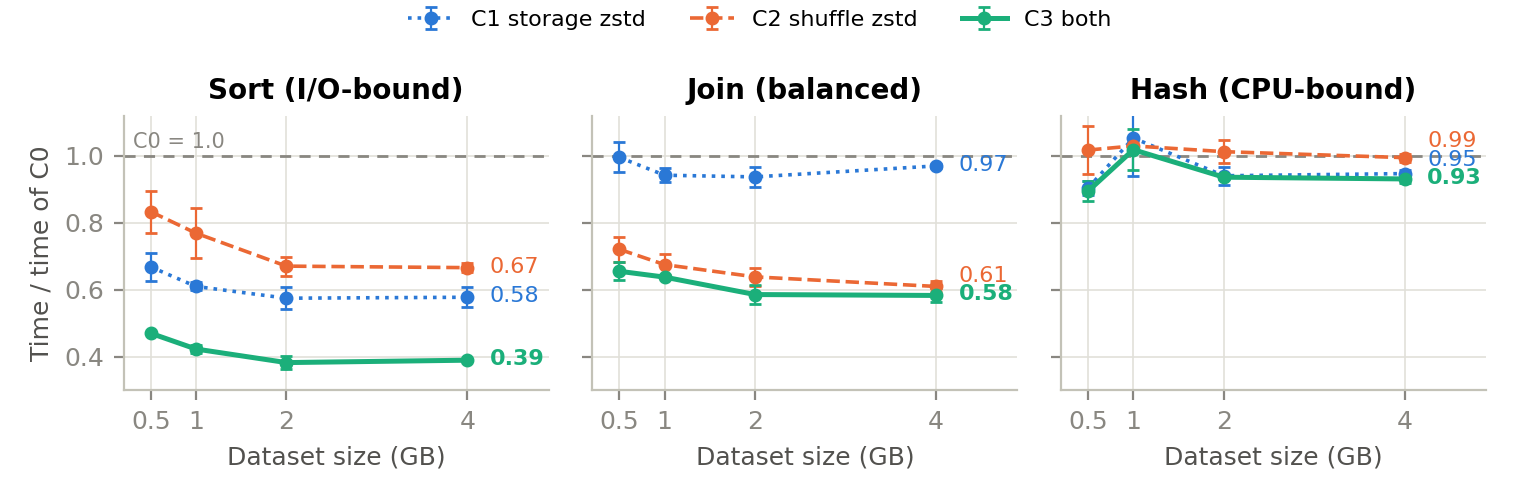 C1 storage zstd C2 shuffle zstd C3 both
Sort (I/O-bound)
Time / time of C0
1.0
0.8
0.6
0.4
C0 = 1.0
0.67
0.58
0.39
0.5 1 2 4
Dataset size (GB)
Join (balanced)
0.97
0.61
0.58
0.5 1 2 4
Dataset size (GB)
Hash (CPU-bound)
0.99
0.95
0.93
0.5 1 2 4
Dataset size (GB)